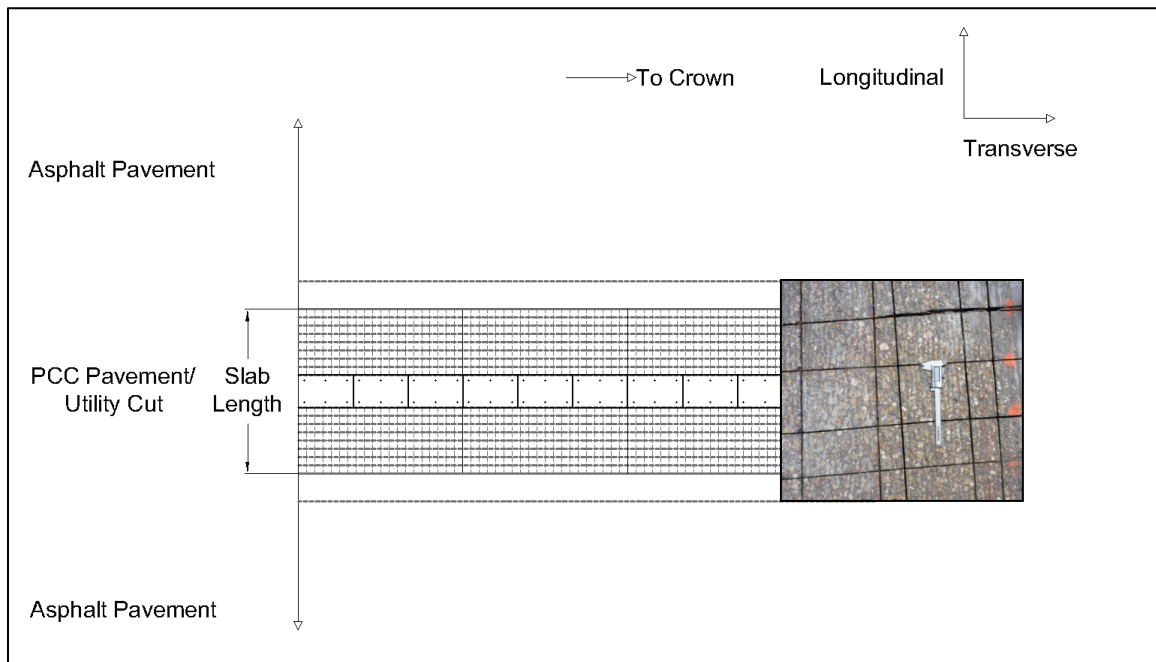 To Crown
Longitudinal
Transverse
Asphalt Pavement
PCC Pavement/
Utility Cut
Slab
Length
Asphalt Pavement